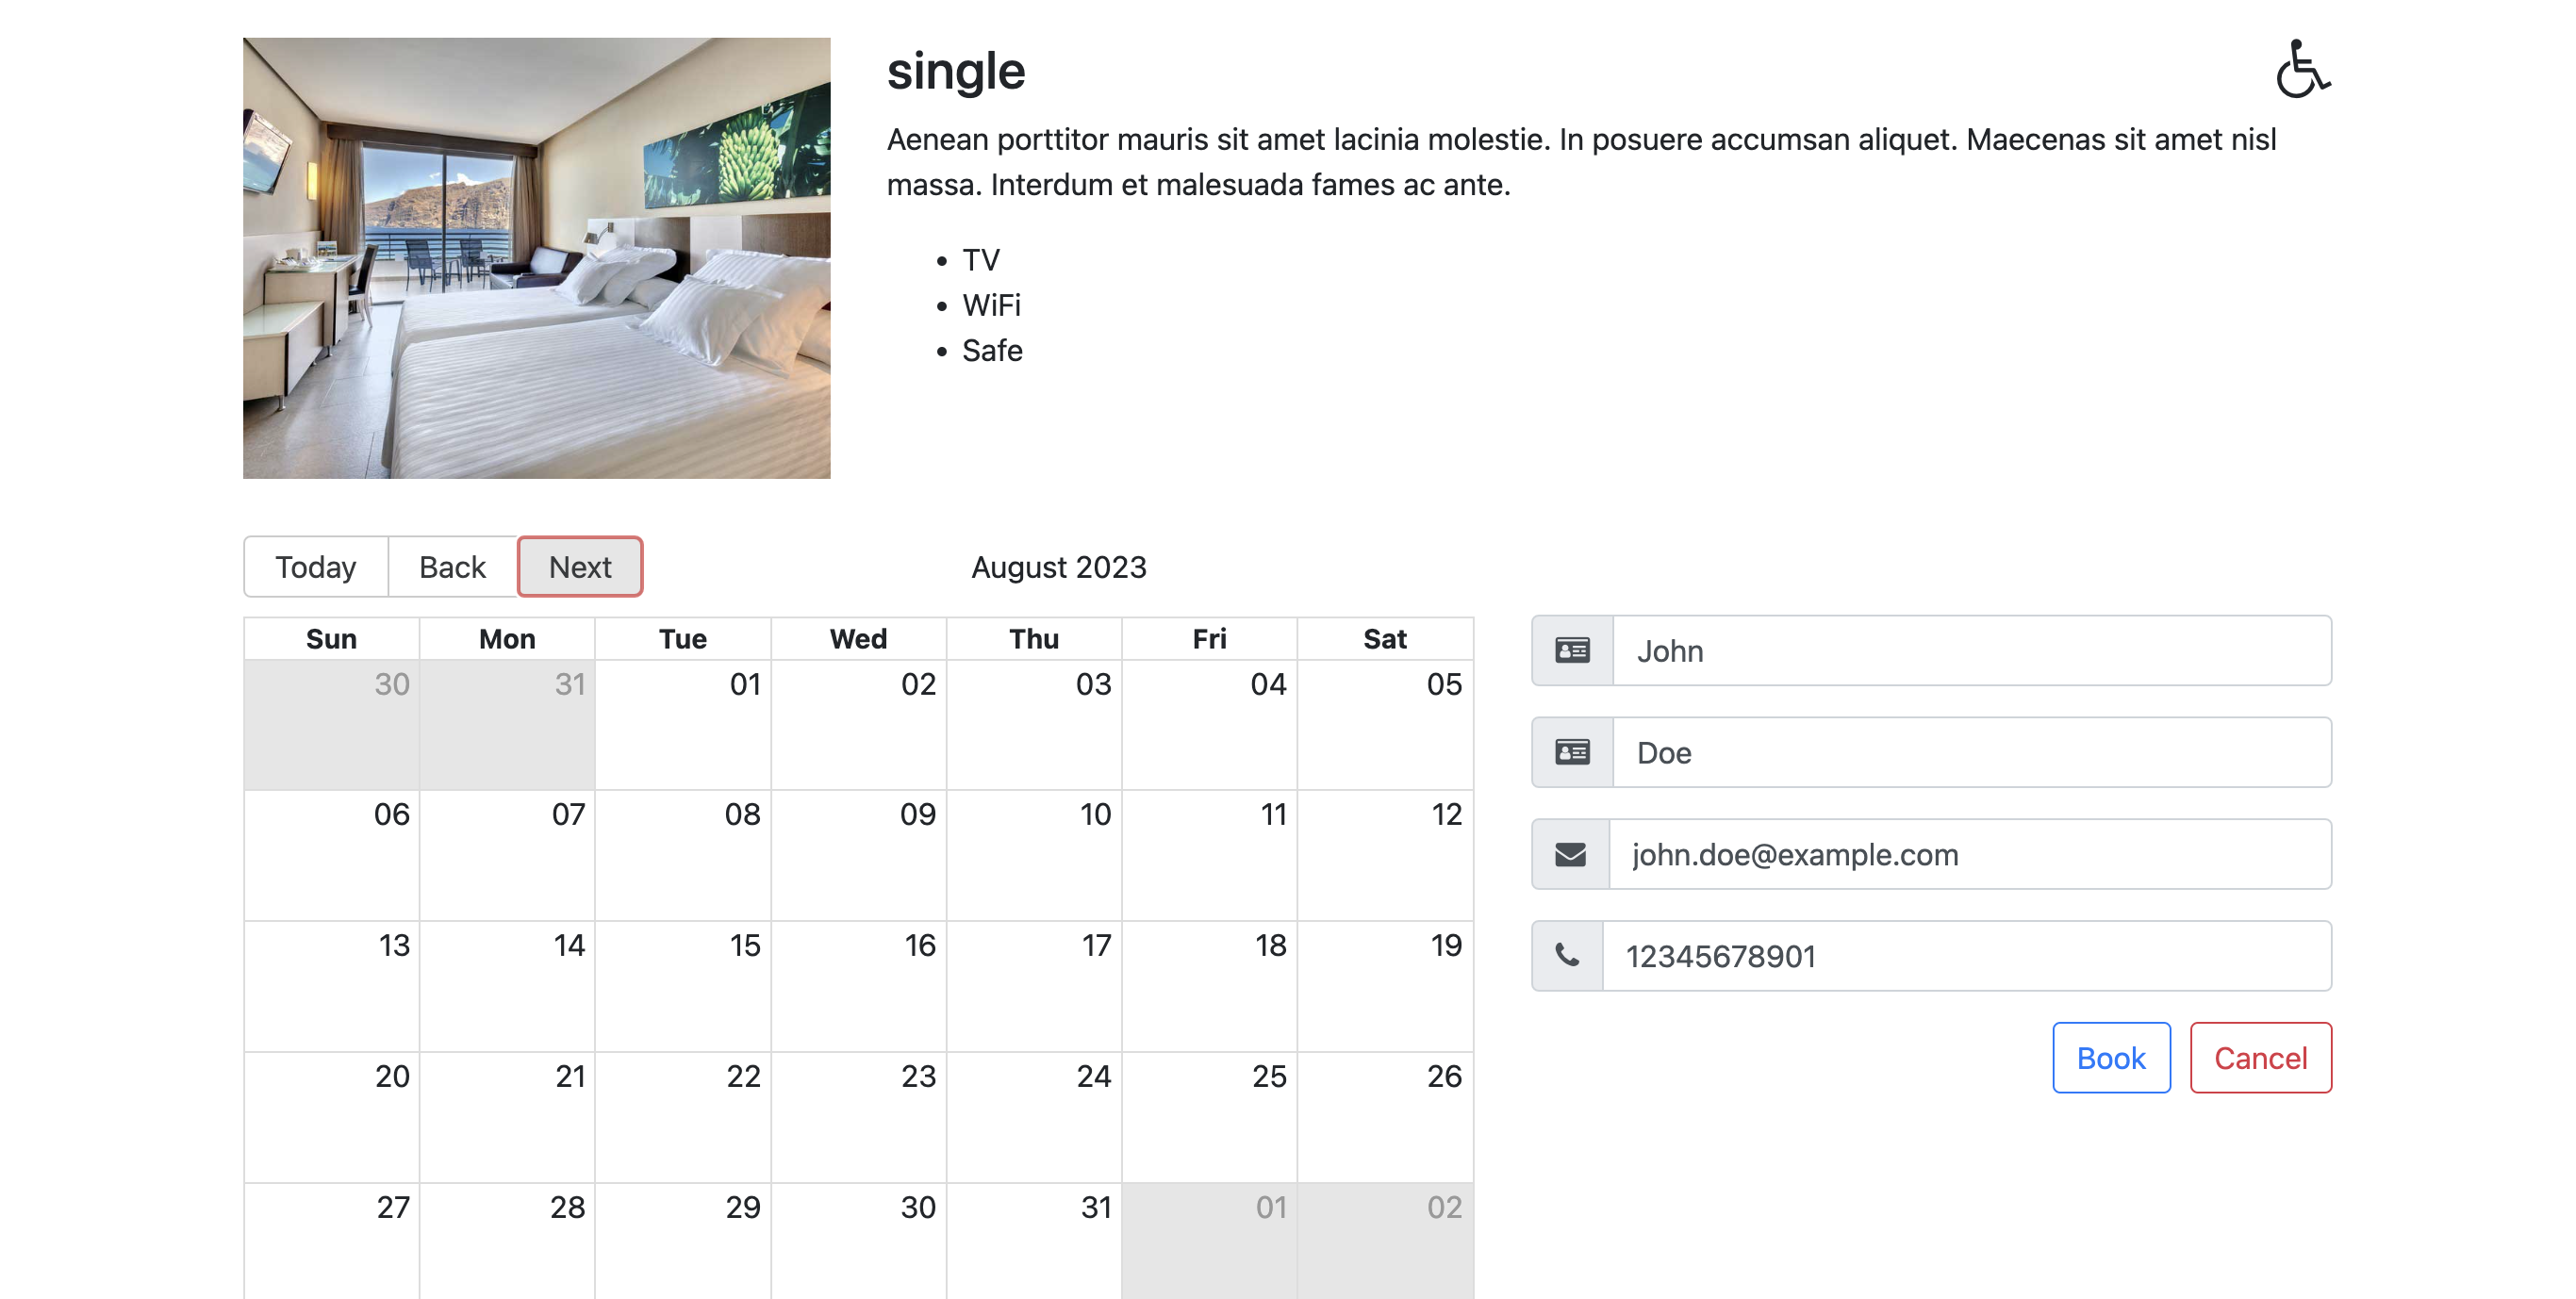 single
Aenean porttitor mauris sit amet lacinia molestie. In posuere accumsan aliquet. Maecenas sit amet nisl
massa. Interdum et malesuada fames ac ante.
• TV
• WiFi
• Safe
Today Back Next August 2023
Sun Mon Tue Wed Thu Fri Sat
30 31 01 02 03 04 05
06 07 08 09 10 11 12
13 14 15 16 17 18 19
20 21 22 23 24 25 26
27 28 29 30 31 01 02
John
Doe
john.doe@example.com
12345678901
Book Cancel